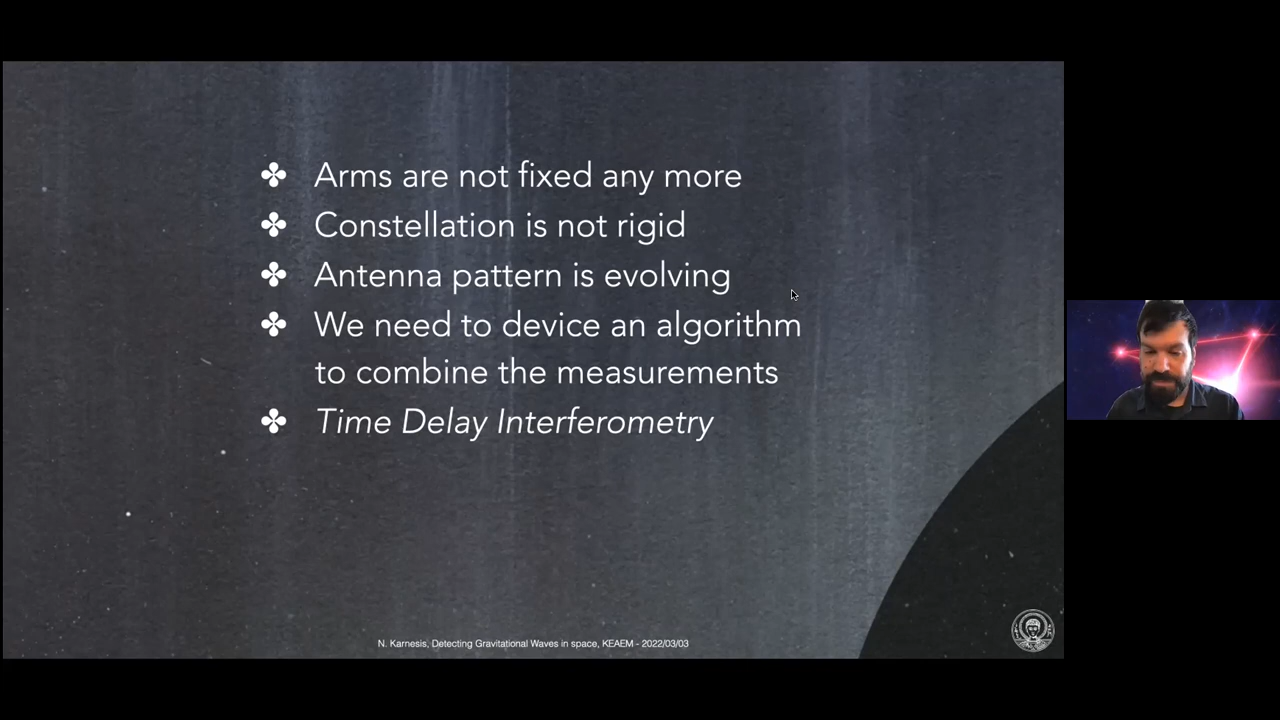 Arms are not fixed any more
Constellation is not rigid
Antenna pattern is evolving
We need to device an algorithm
to combine the measurements
Time Delay Interferometry
N. Karnesis, Detecting Gravitational Waves in space, KEAEM - 2022/03/03